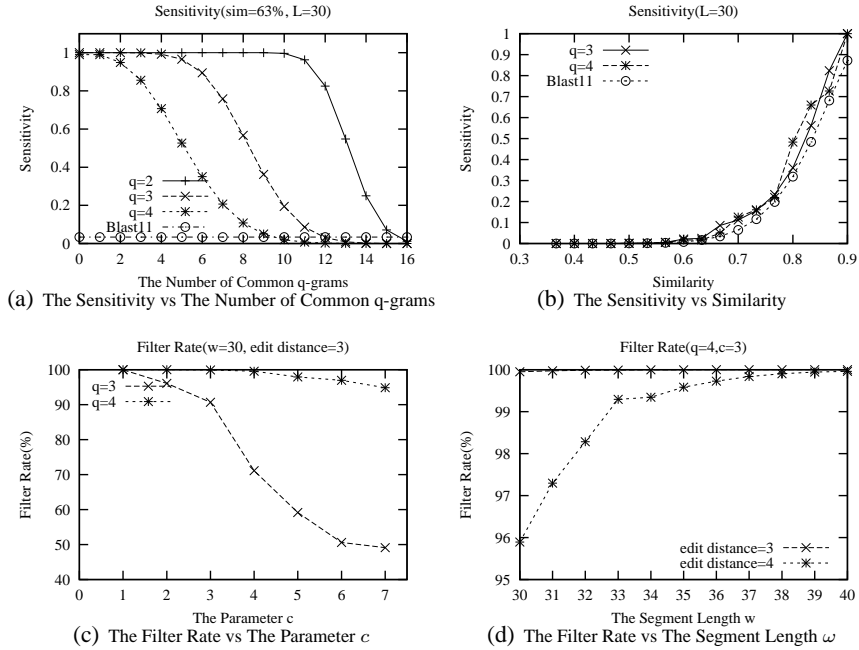 Sensitivity(sim=63%, L=30)
1
0.8
0.6
0.4
0.2
0
Sensitivity
q=2
q=3
q=4
Blast11
0 2 4 6 8 10 12 14 16
The Number of Common q-grams
(a) The Sensitivity vs The Number of Common q-grams
Sensitivity(L=30)
1
0.9
0.8
0.7
0.6
0.5
0.4
0.3
0.2
0.1
0
Sensitivity
q=3
q=4
Blast11
0.3 0.4 0.5 0.6 0.7 0.8 0.9
Similarity
(b) The Sensitivity vs Similarity
Filter Rate(w=30, edit distance=3)
100
90
80
70
60
50
40
Filter Rate(%)
q=3
q=4
0 1 2 3 4 5 6 7
The Parameter c
(c) The Filter Rate vs The Parameter c
Filter Rate(q=4,c=3)
100
99
98
97
96
95
Filter Rate(%)
edit distance=3
edit distance=4
30 31 32 33 34 35 36 37 38 39 40
The Segment Length w
(d) The Filter Rate vs The Segment Length ω